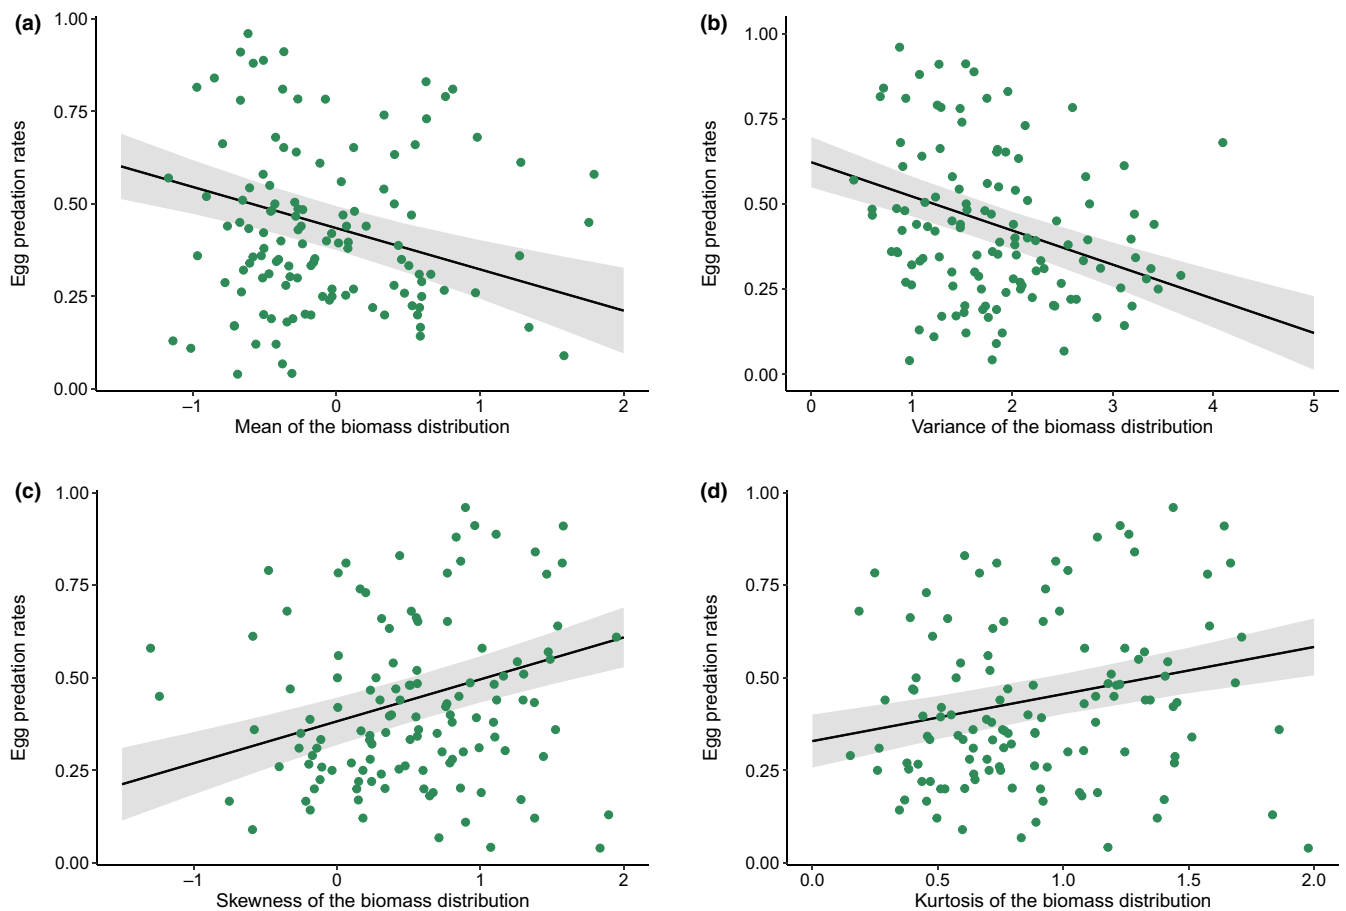 (a)
Egg predation rates
1.00
0.75
0.50
0.25
0.00
–1 0 1 2
Mean of the biomass distribution
(b)
Egg predation rates
1.00
0.75
0.50
0.25
0.00
0 1 2 3 4 5
Variance of the biomass distribution
(c)
Egg predation rates
1.00
0.75
0.50
0.25
0.00
–1 0 1 2
Skewness of the biomass distribution
(d)
Egg predation rates
1.00
0.75
0.50
0.25
0.00
0.0 0.5 1.0 1.5 2.0
Kurtosis of the biomass distribution